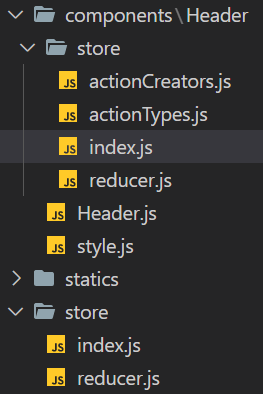 components\Header
store
JS actionCreators.js
JS actionTypes.js
JS index.js
JS reducer.js
JS Header.js
JS style.js
statics
store
JS index.js
JS reducer.js